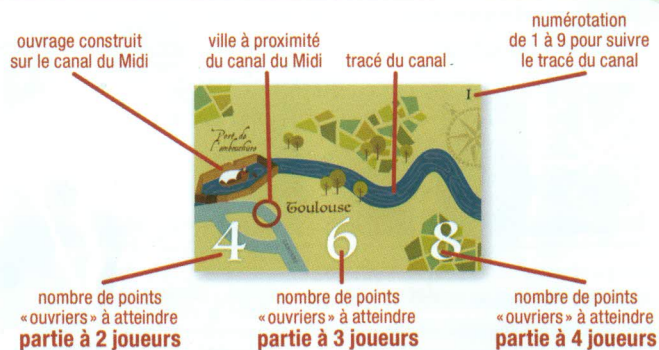 ouvrage construit
sur le canal du Midi
ville à proximité
du canal du Midi
tracé du canal
numérotation
de 1 à 9 pour suivre
le tracé du canal
I
Port de
l'embouchure
Toulouse
4 6 8
nombre de points
«ouvriers» à atteindre
partie à 2 joueurs
nombre de points
«ouvriers» à atteindre
partie à 3 joueurs
nombre de points
«ouvriers» à atteindre
partie à 4 joueurs